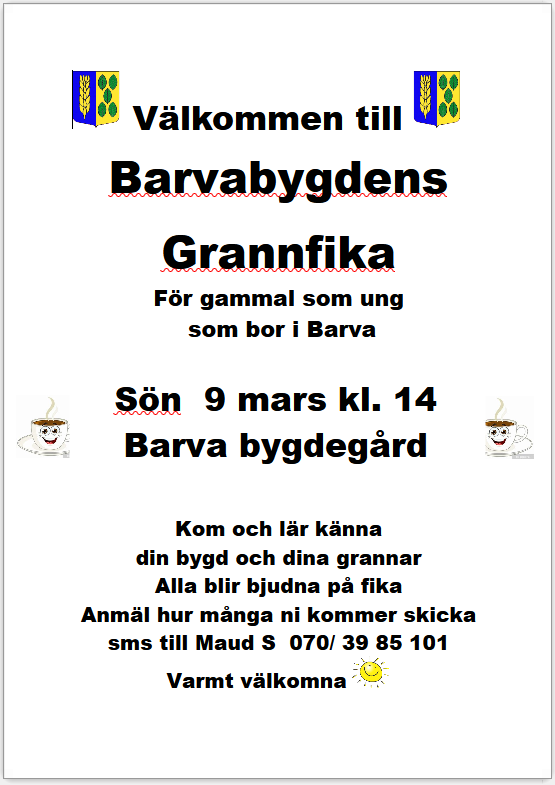 Välkommen till
Barvabygdens
Grannfika
För gammal som ung
som bor i Barva
Sön 9 mars kl. 14
Barva bygdegård
Kom och lär känna
din bygd och dina grannar
Alla blir bjudna på fika
Anmäl hur många ni kommer skicka
sms till Maud S 070/ 39 85 101
Varmt välkomna